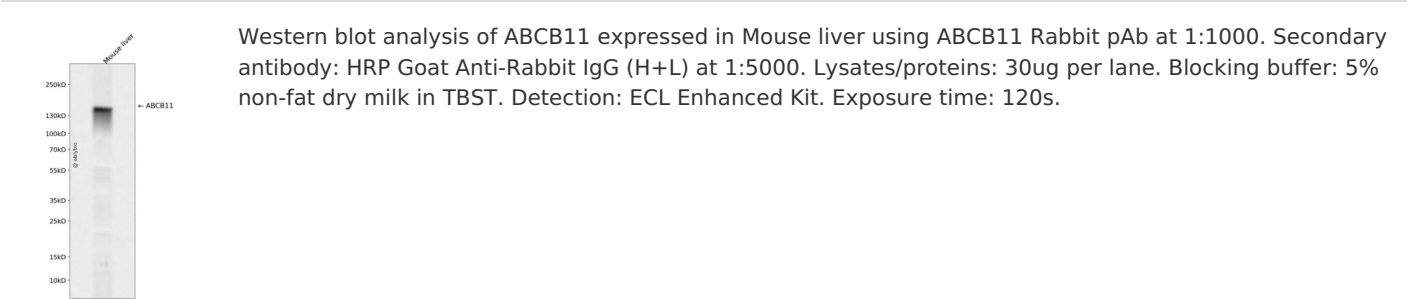 Mouse liver
250kD
← ABCB11
130kD
100kD
70kD
55kD
35kD
25kD
15kD
10kD
Western blot analysis of ABCB11 expressed in Mouse liver using ABCB11 Rabbit pAb at 1:1000. Secondary
antibody: HRP Goat Anti-Rabbit IgG (H+L) at 1:5000. Lysates/proteins: 30ug per lane. Blocking buffer: 5%
non-fat dry milk in TBST. Detection: ECL Enhanced Kit. Exposure time: 120s.